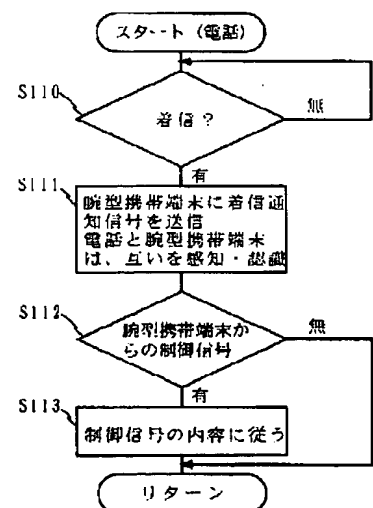 スタート (電話)
S110
着信？
無
有
S111
腕型携帯端末に着信通
知信号を送信
電話と腕型携帯端末
は、互いを感知・認識
S112
腕型携帯端末か
らの制御信号
無
有
S113
制御信号の内容に従う
リターン